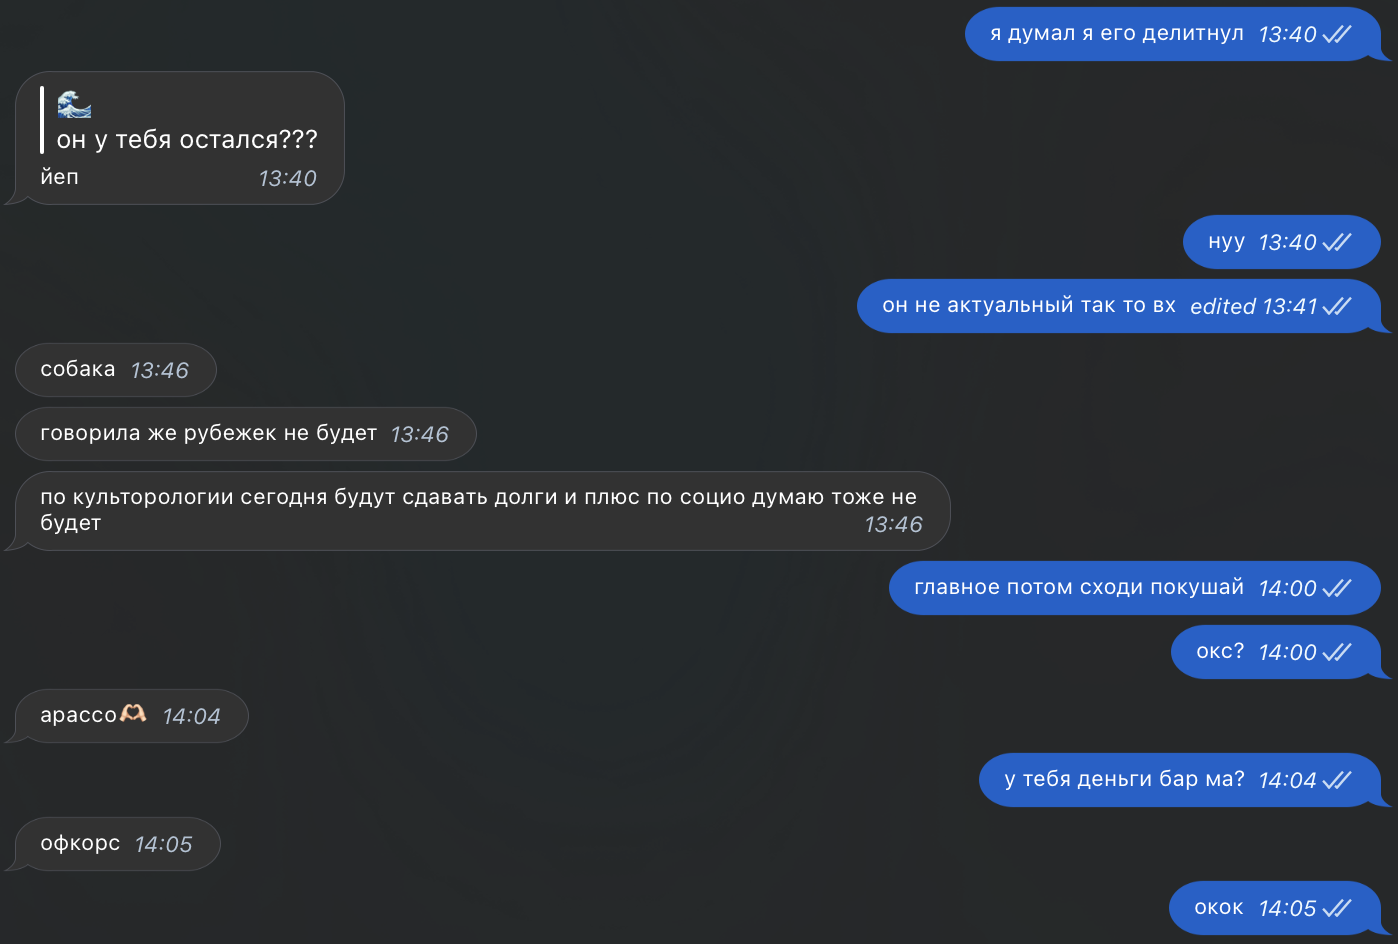 я думал я его делитнул 13:40
🌊
он у тебя остался???
йеп 13:40
нуу 13:40
он не актуальный так то вх edited 13:41
собака 13:46
говорила же рубежек не будет 13:46
по культорологии сегодня будут сдавать долги и плюс по социо думаю тоже не
будет 13:46
главное потом сходи покушай 14:00
окс? 14:00
арассо🫶🏻 14:04
у тебя деньги бар ма? 14:04
офкорс 14:05
окок 14:05